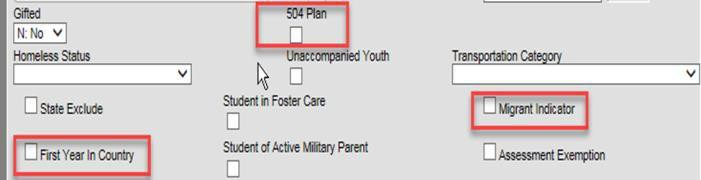 Gifted
504 Plan
N: No
Homeless Status
Unaccompanied Youth
Transportation Category
State Exclude
Student in Foster Care
Migrant Indicator
First Year In Country
Student of Active Military Parent
Assessment Exemption